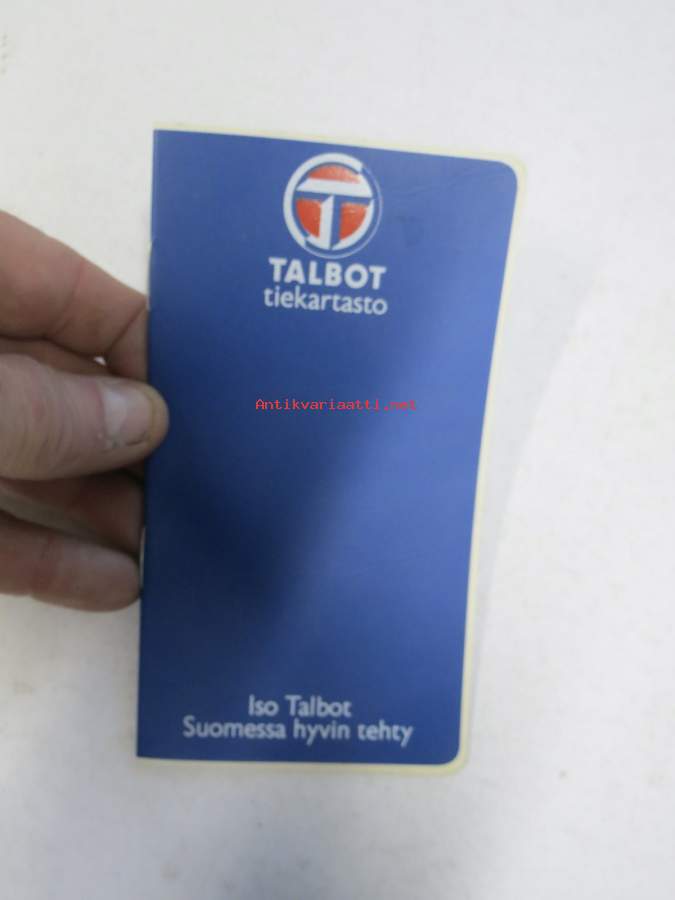 T
TALBOT
tiekartasto
Antikvariaatti.net
Iso Talbot
Suomessa hyvin tehty